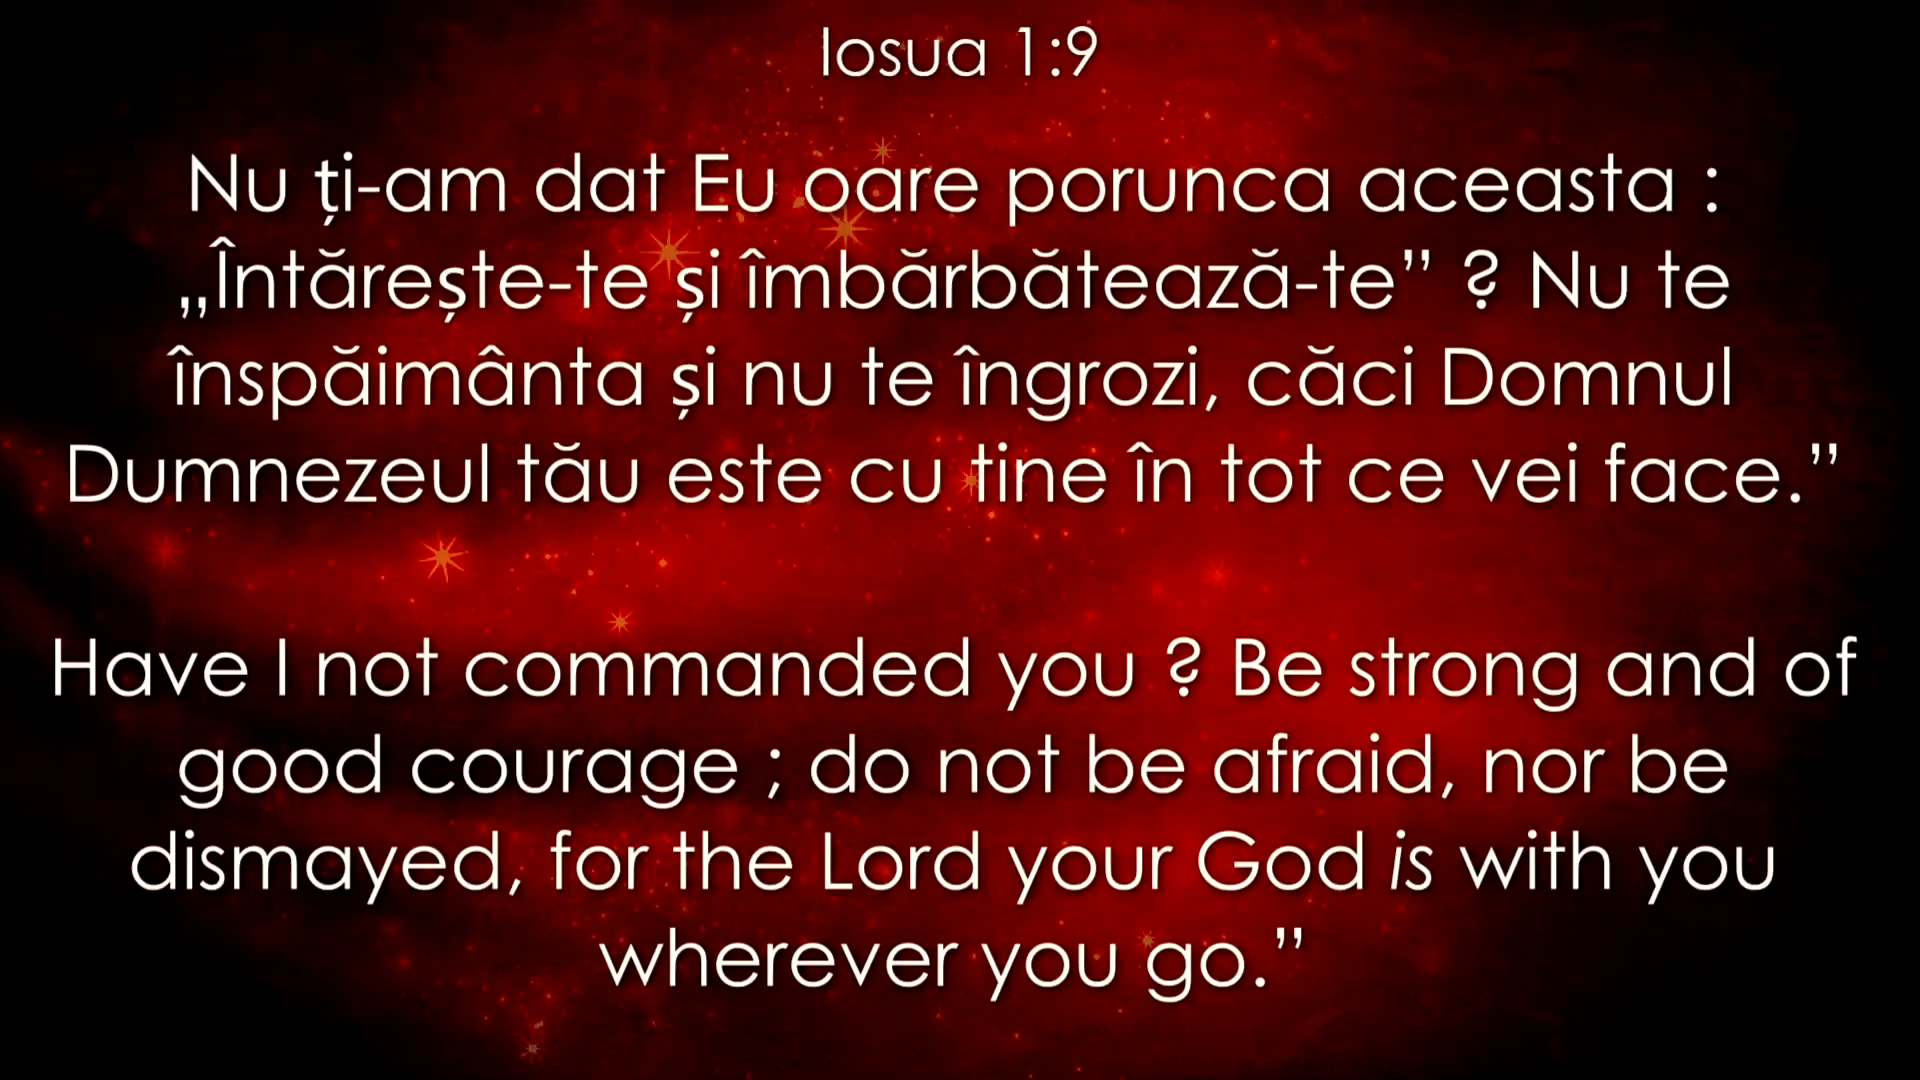 Iosua 1:9
Nu ți-am dat Eu oare porunca aceasta :
„Întărește-te și îmbărbătează-te” ? Nu te
înspăimânta și nu te îngrozi, căci Domnul
Dumnezeul tău este cu tine în tot ce vei face.”
Have I not commanded you ? Be strong and of
good courage ; do not be afraid, nor be
dismayed, for the Lord your God is with you
wherever you go.”